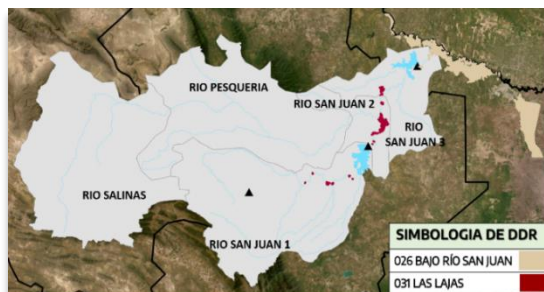 RIO PESQUERIA
RIO SAN JUAN 2
RIO
SAN JUAN 3
RIO SALINAS
RIO SAN JUAN 1
SIMBOLOGIA DE DDR
026 BAJO RÍO SAN JUAN
031 LAS LAJAS